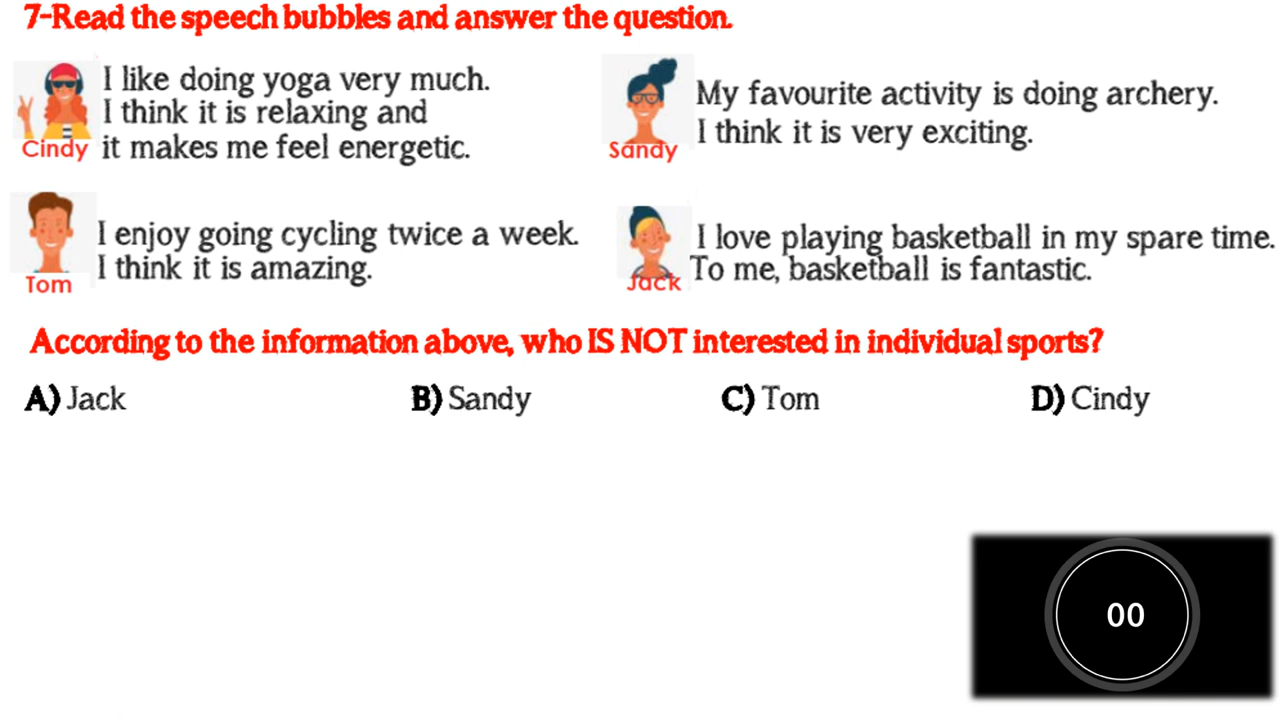 7-Read the speech bubbles and answer the question.
I like doing yoga very much.
I think it is relaxing and
it makes me feel energetic.
Cindy
My favourite activity is doing archery.
I think it is very exciting.
Sandy
I enjoy going cycling twice a week.
I think it is amazing.
Tom
I love playing basketball in my spare time.
To me, basketball is fantastic.
Jack
According to the information above, who IS NOT interested in individual sports?
A) Jack B) Sandy C) Tom D) Cindy
00